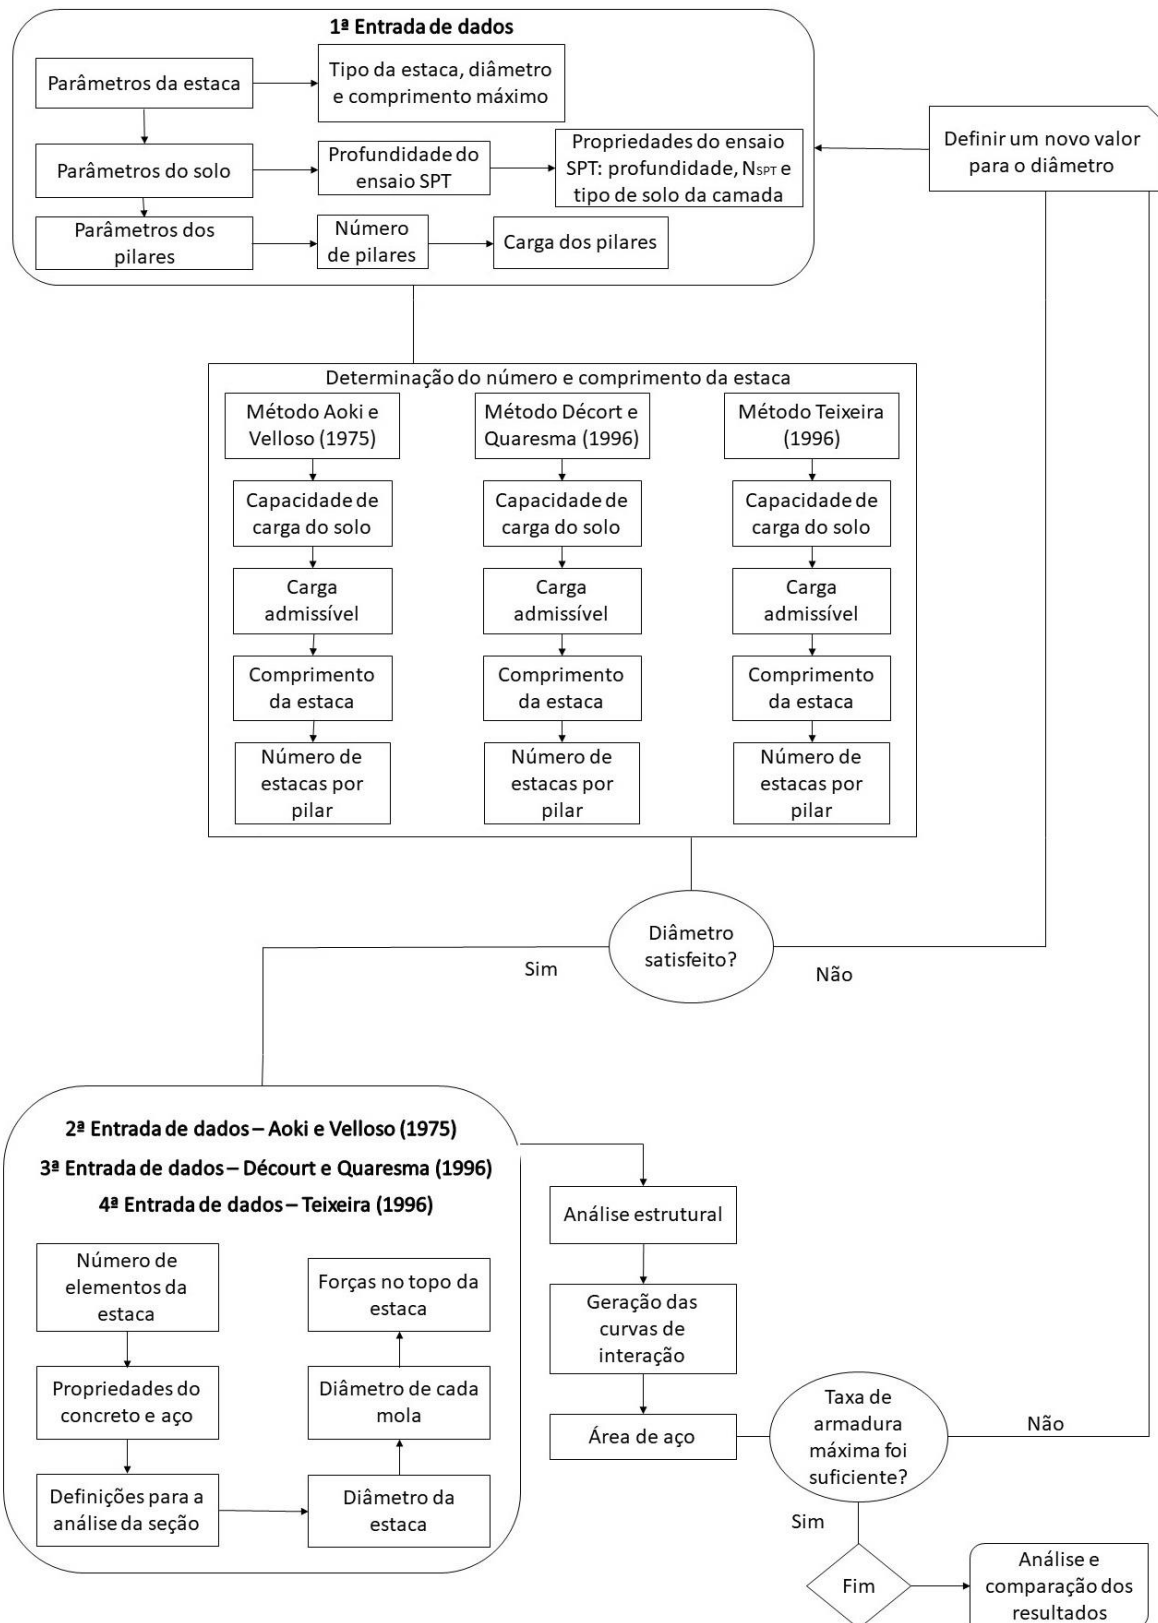 1ª Entrada de dados
Parâmetros da estaca
Tipo da estaca, diâmetro
e comprimento máximo
Parâmetros do solo
Profundidade do
ensaio SPT
Propriedades do ensaio
SPT: profundidade, NSPT e
tipo de solo da camada
Parâmetros dos
pilares
Número
de pilares
Carga dos pilares
Definir um novo valor
para o diâmetro
Determinação do número e comprimento da estaca
Método Aoki e
Velloso (1975)
Capacidade de
carga do solo
Carga
admissível
Comprimento
da estaca
Número de
estacas por
pilar
Método Décort e
Quaresma (1996)
Capacidade de
carga do solo
Carga
admissível
Comprimento
da estaca
Número de
estacas por
pilar
Método Teixeira
(1996)
Capacidade de
carga do solo
Carga
admissível
Comprimento
da estaca
Número de
estacas por
pilar
Diâmetro
satisfeito?
Sim
Não
2ª Entrada de dados – Aoki e Velloso (1975)
3ª Entrada de dados – Décourt e Quaresma (1996)
4ª Entrada de dados – Teixeira (1996)
Número de
elementos da
estaca
Propriedades do
concreto e aço
Definições para a
análise da seção
Diâmetro da
estaca
Diâmetro de cada
mola
Forças no topo da
estaca
Análise estrutural
Geração das
curvas de
interação
Área de aço
Taxa de
armadura
máxima foi
suficiente?
Não
Sim
Fim
Análise e
comparação dos
resultados